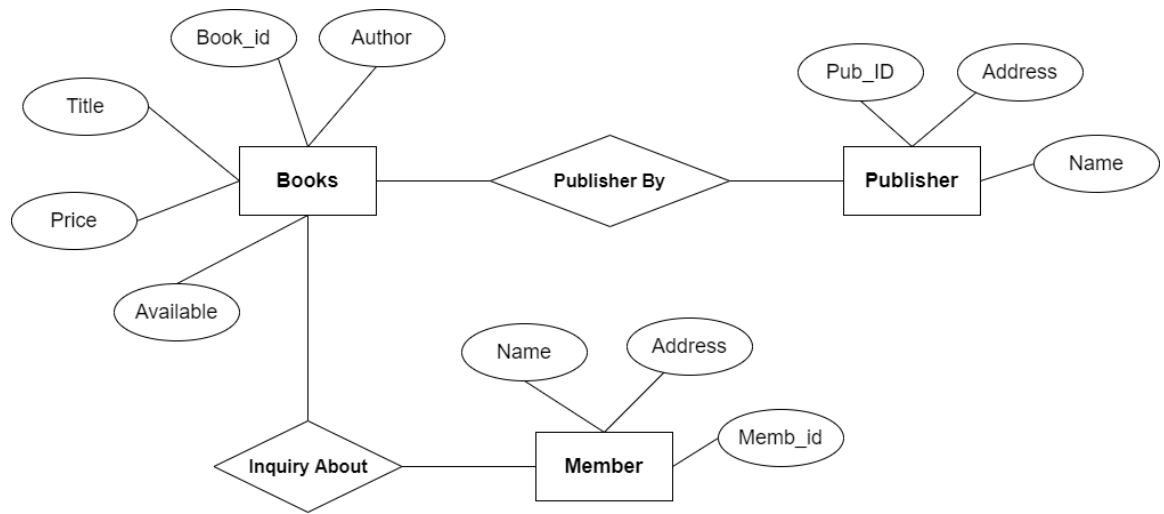 Book_id
Author
Pub_ID
Address
Title
Name
Books
Publisher By
Publisher
Price
Available
Name
Address
Memb_id
Inquiry About
Member